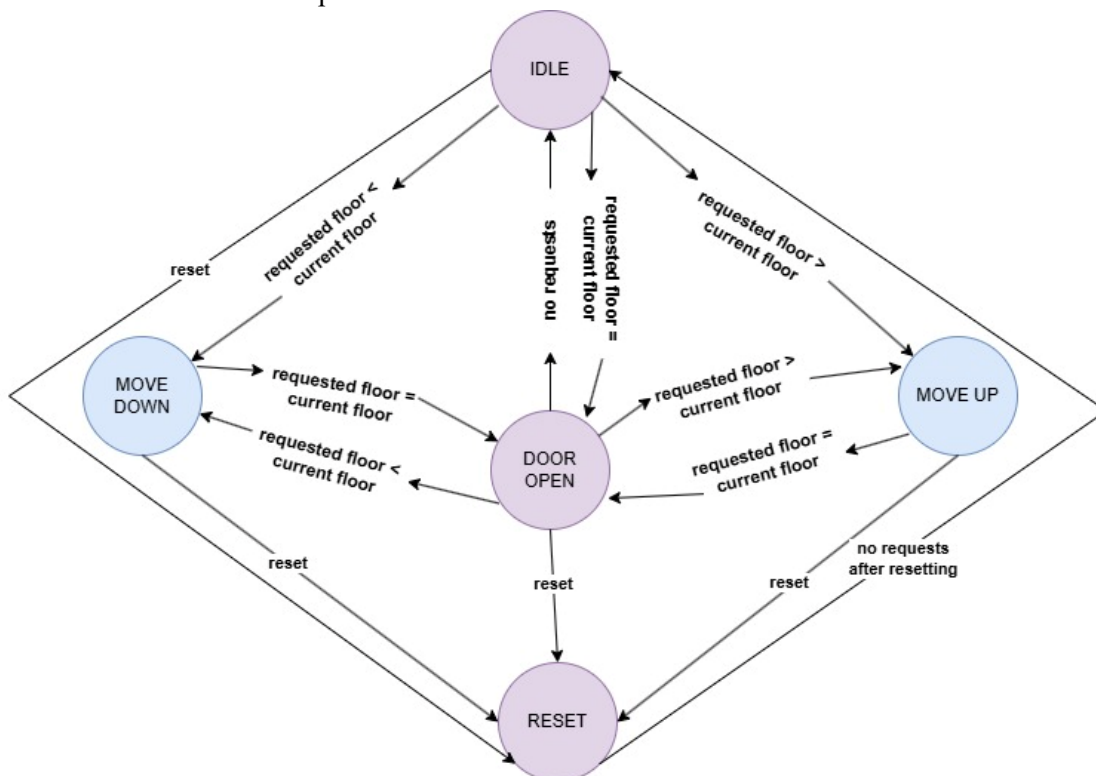 IDLE
requested floor <
current floor
no requests
requested floor =
current floor
requested floor >
current floor
reset
MOVE
DOWN
requested floor =
current floor
requested floor >
current floor
MOVE UP
requested floor <
current floor
DOOR
OPEN
requested floor =
current floor
reset
reset
reset
no requests
after resetting
RESET